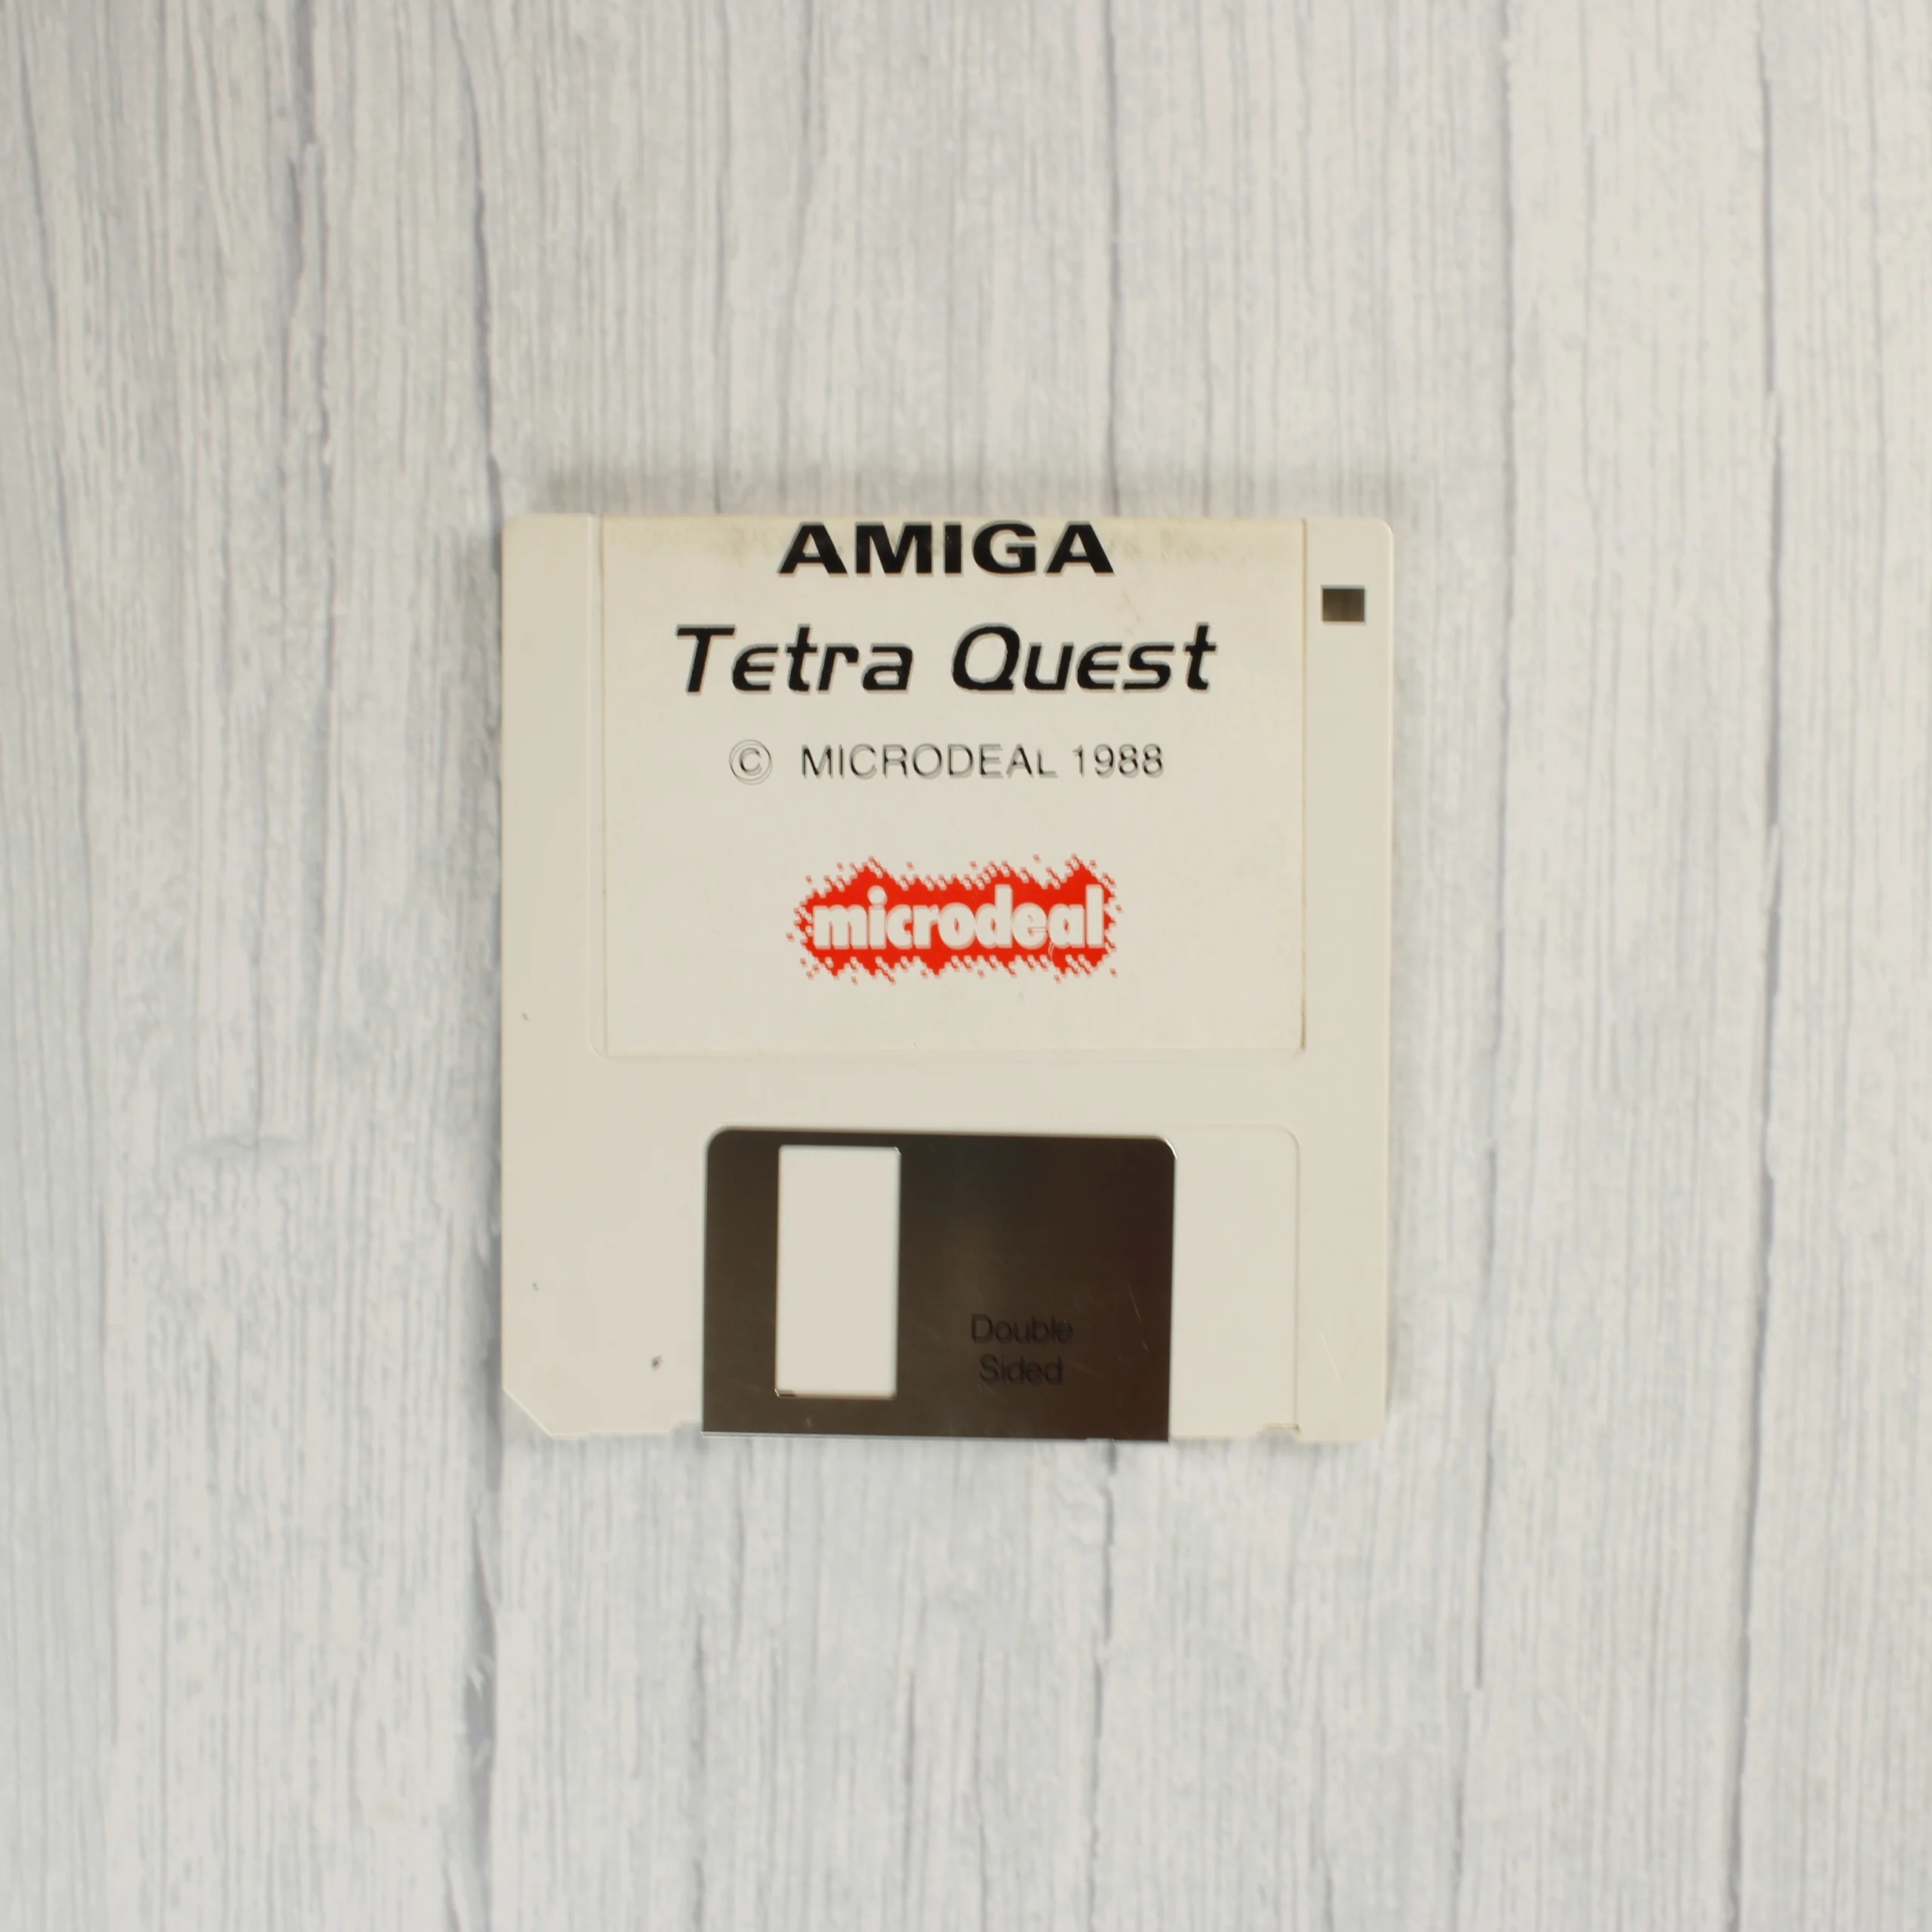 AMIGA
Tetra Quest
© MICRODEAL 1988
microdeal
Double
Sided